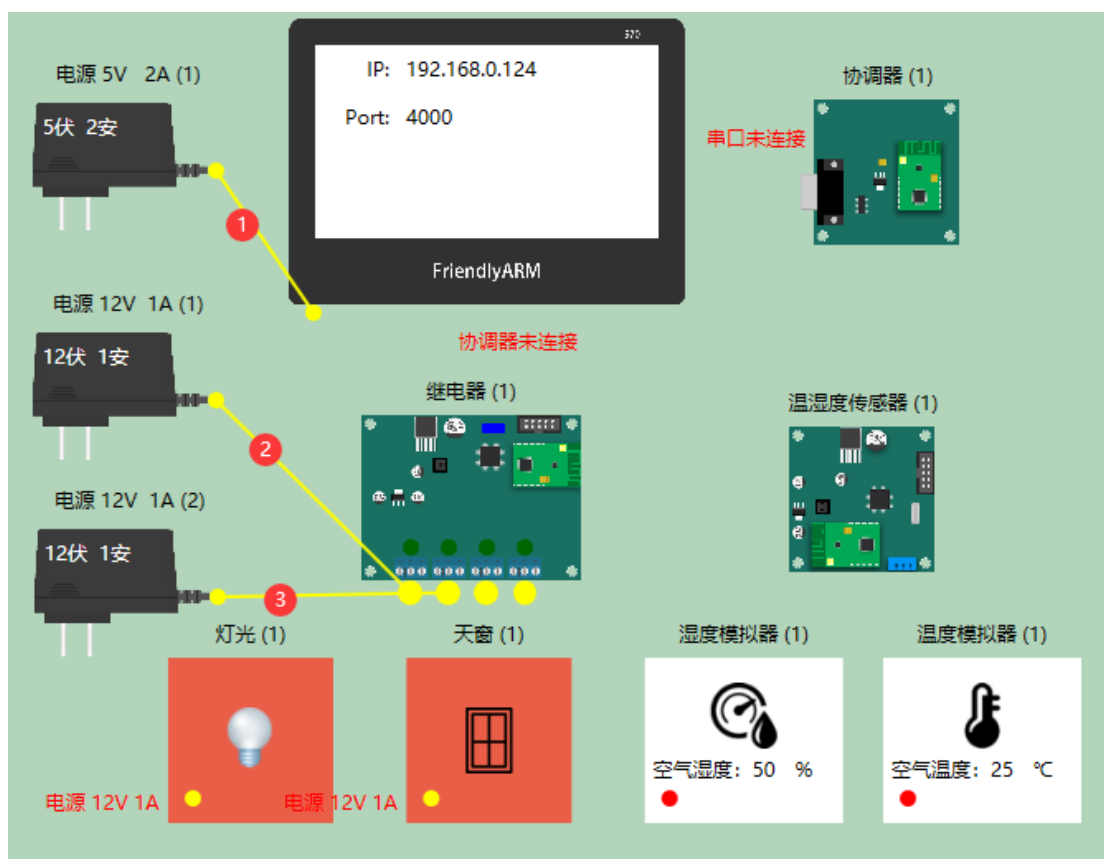 S70
电源 5V 2A (1)
IP: 192.168.0.124
协调器 (1)
5伏 2安
Port: 4000
串口未连接
1
FriendlyARM
电源 12V 1A (1)
协调器未连接
12伏 1安
继电器 (1)
温湿度传感器 (1)
2
电源 12V 1A (2)
12伏 1安
3
灯光 (1)
天窗 (1)
湿度模拟器 (1)
温度模拟器 (1)
空气湿度: 50 %
空气温度: 25 ℃
电源 12V 1A
电源 12V 1A